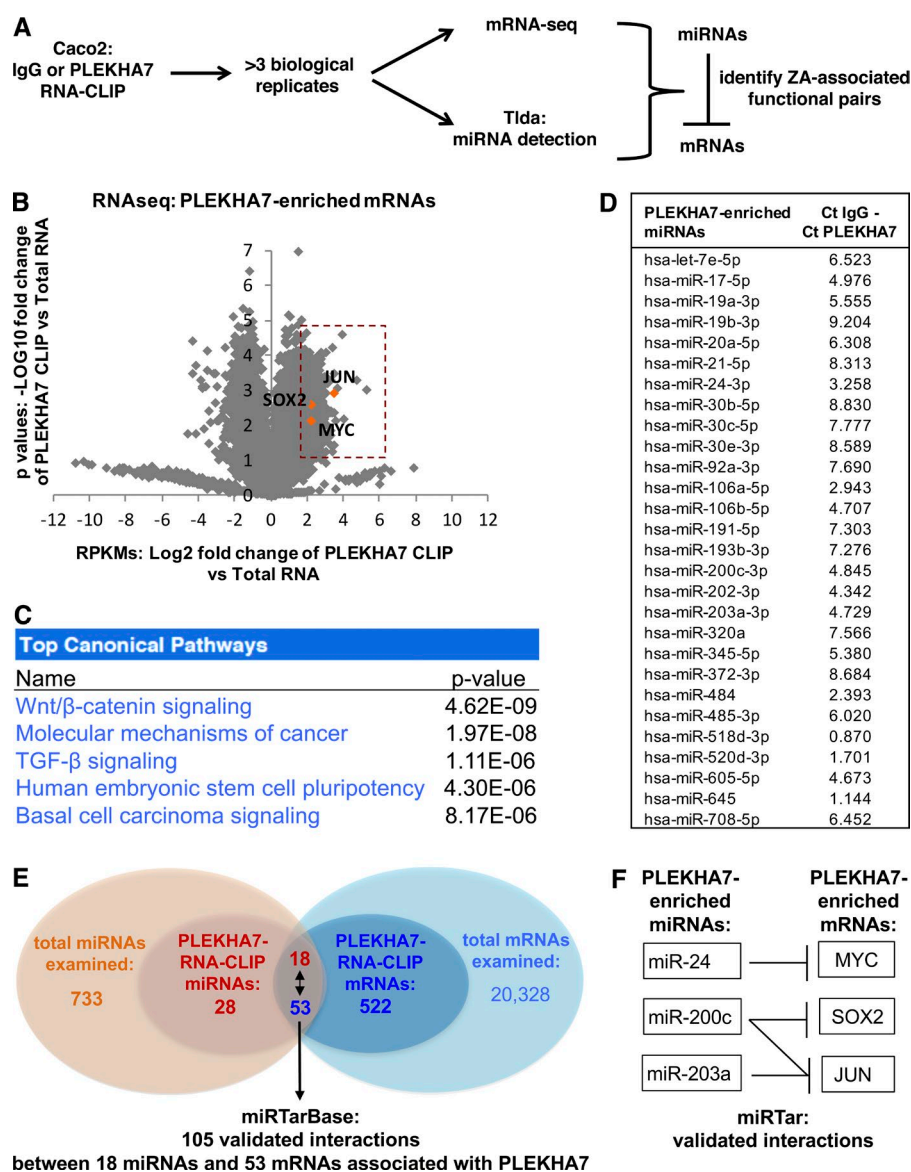 A
Caco2:
IgG or PLEKHA7
RNA-CLIP
>3 biological
replicates
mRNA-seq
Tlda:
miRNA detection
miRNAs
identify ZA-associated
functional pairs
mRNAs
B
RNAseq: PLEKHA7-enriched mRNAs
p values: -LOG10 fold change
of PLEKHA7 CLIP vs Total RNA
7
6
5
4
3
2
1
0
JUN
SOX2
MYC
-12 -10 -8 -6 -4 -2 0 2 4 6 8 10 12
RPKMs: Log2 fold change of PLEKHA7 CLIP
vs Total RNA
C
Top Canonical Pathways
Name p-value
Wnt/β-catenin signaling 4.62E-09
Molecular mechanisms of cancer 1.97E-08
TGF-β signaling 1.11E-06
Human embryonic stem cell pluripotency 4.30E-06
Basal cell carcinoma signaling 8.17E-06
D
PLEKHA7-enriched Ct IgG -
miRNAs Ct PLEKHA7
hsa-let-7e-5p 6.523
hsa-miR-17-5p 4.976
hsa-miR-19a-3p 5.555
hsa-miR-19b-3p 9.204
hsa-miR-20a-5p 6.308
hsa-miR-21-5p 8.313
hsa-miR-24-3p 3.258
hsa-miR-30b-5p 8.830
hsa-miR-30c-5p 7.777
hsa-miR-30e-3p 8.589
hsa-miR-92a-3p 7.690
hsa-miR-106a-5p 2.943
hsa-miR-106b-5p 4.707
hsa-miR-191-5p 7.303
hsa-miR-193b-3p 7.276
hsa-miR-200c-3p 4.845
hsa-miR-202-3p 4.342
hsa-miR-203a-3p 4.729
hsa-miR-320a 7.566
hsa-miR-345-5p 5.380
hsa-miR-372-3p 8.684
hsa-miR-484 2.393
hsa-miR-485-3p 6.020
hsa-miR-518d-3p 0.870
hsa-miR-520d-3p 1.701
hsa-miR-605-5p 4.673
hsa-miR-645 1.144
hsa-miR-708-5p 6.452
E
total miRNAs
examined:
733
PLEKHA7-
RNA-CLIP
miRNAs:
28
18
53
PLEKHA7-
RNA-CLIP
mRNAs:
522
total mRNAs
examined:
20,328
miRTarBase:
105 validated interactions
between 18 miRNAs and 53 mRNAs associated with PLEKHA7
F
PLEKHA7-
enriched
miRNAs:
PLEKHA7-
enriched
mRNAs:
miR-24 MYC
miR-200c SOX2
miR-203a JUN
miRTar:
validated interactions